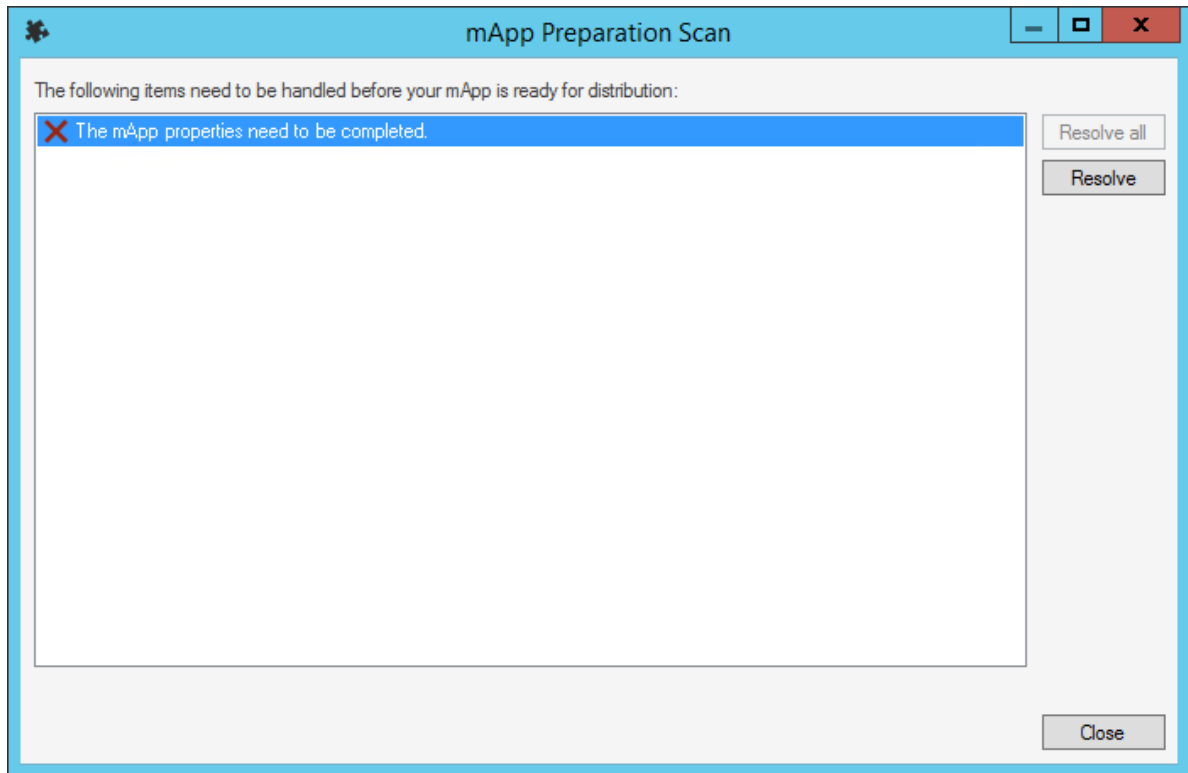 mApp Preparation Scan
The following items need to be handled before your mApp is ready for distribution:
The mApp properties need to be completed.
Resolve all
Resolve
Close